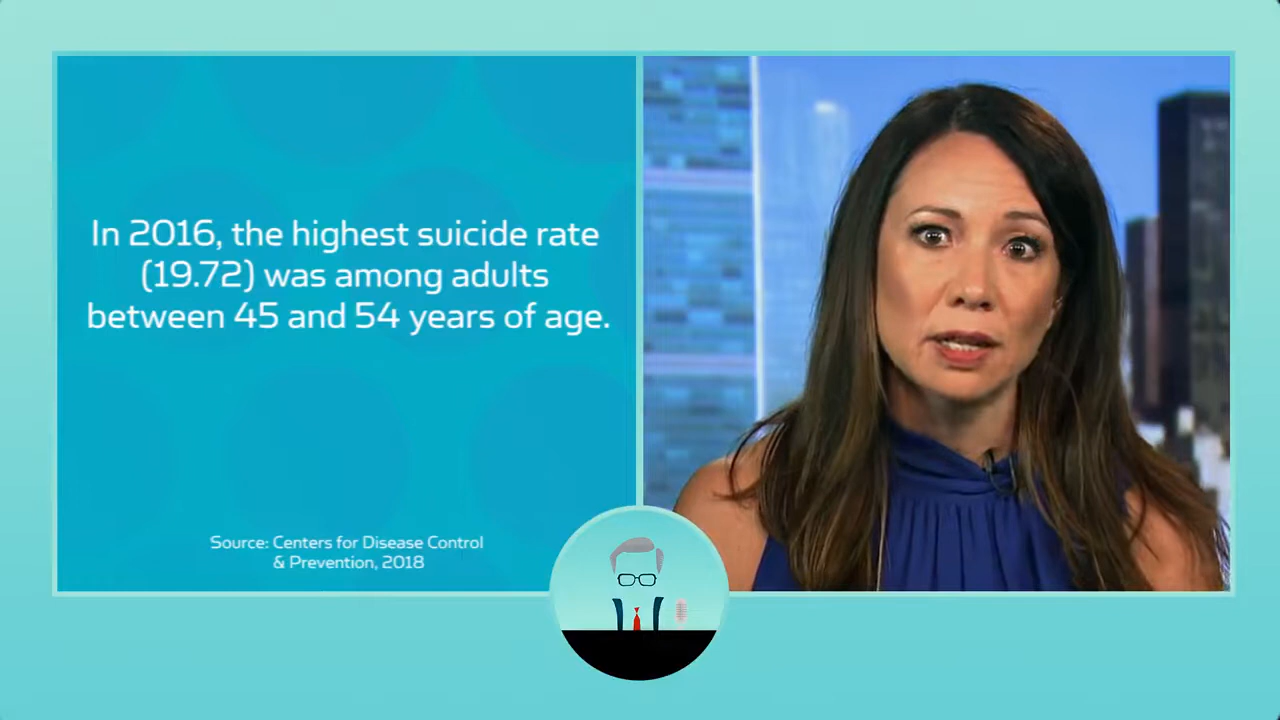 In 2016, the highest suicide rate
(19.72) was among adults
between 45 and 54 years of age.
Source: Centers for Disease Control
& Prevention, 2018